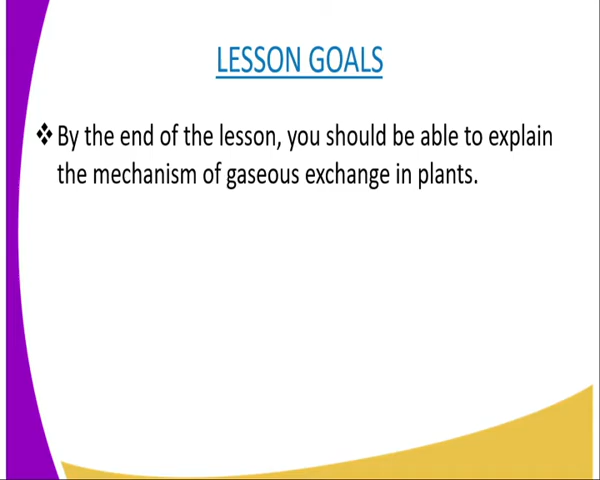 LESSON GOALS
❖By the end of the lesson, you should be able to explain
the mechanism of gaseous exchange in plants.